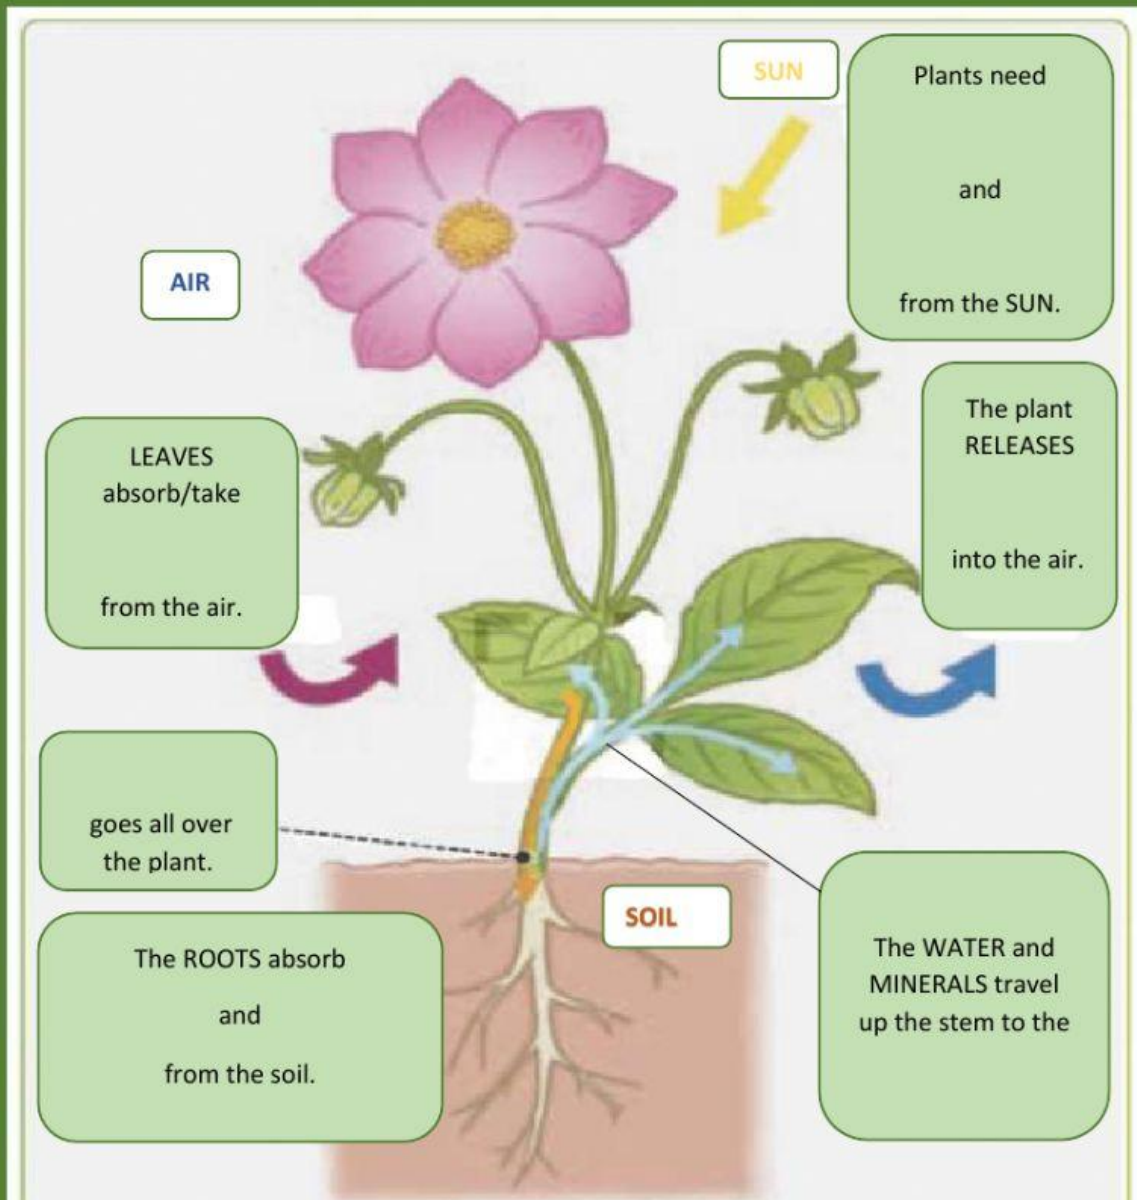 SUN
Plants need
and
from the SUN.
AIR
The plant
RELEASES
into the air.
LEAVES
absorb/take
from the air.
goes all over
the plant.
SOIL
The ROOTS absorb
and
from the soil.
The WATER and
MINERALS travel
up the stem to the